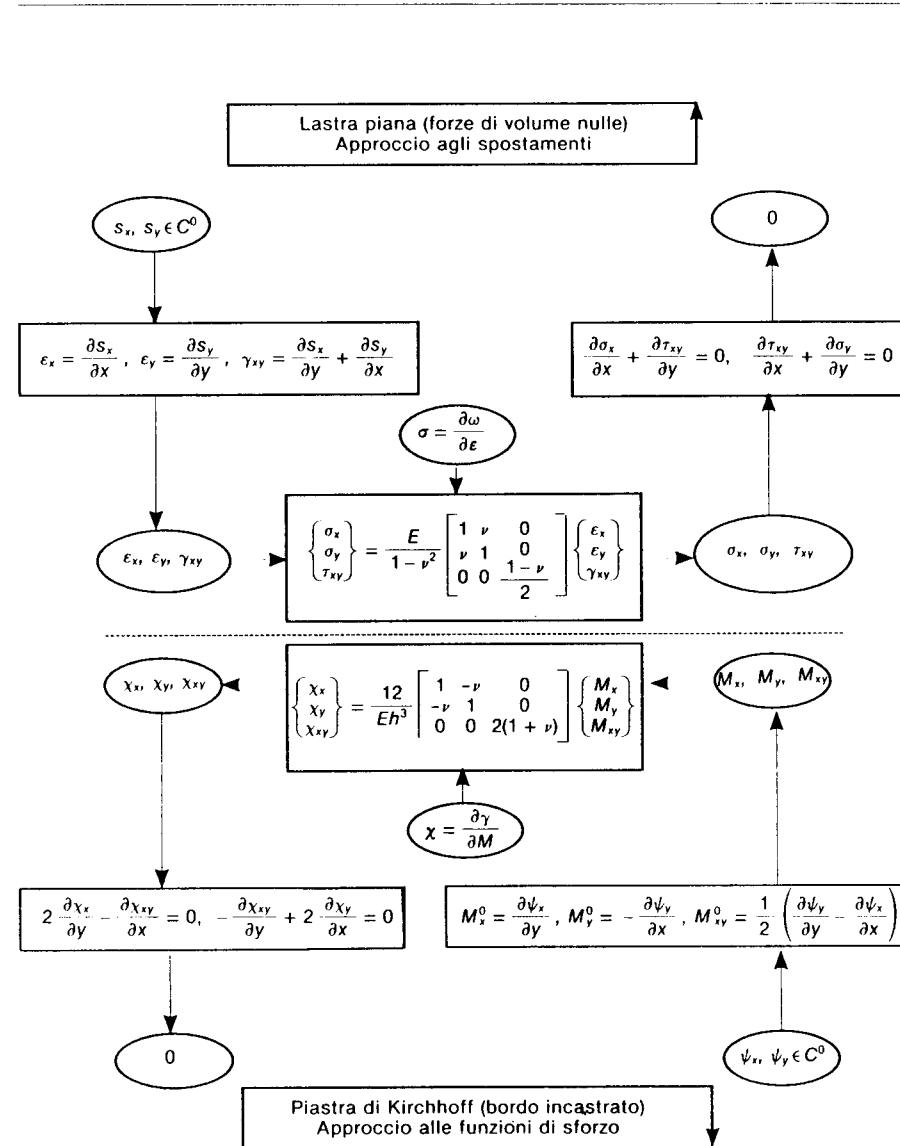 Lastra piana (forze di volume nulle)
Approccio agli spostamenti
s_x, s_y ∈ C⁰
0
ε_x = ∂s_x/∂x , ε_y = ∂s_y/∂y , γ_xy = ∂s_x/∂y + ∂s_y/∂x
∂σ_x/∂x + ∂τ_xy/∂y = 0, ∂τ_xy/∂x + ∂σ_y/∂y = 0
σ = ∂ω/∂ε
ε_x, ε_y, γ_xy
{σ_x σ_y τ_xy} = E/(1 − ν²) [1 ν 0; ν 1 0; 0 0 (1 − ν)/2] {ε_x ε_y γ_xy}
σ_x, σ_y, τ_xy
χ_x, χ_y, χ_xy
{χ_x χ_y χ_xy} = 12/(Eh³) [1 −ν 0; −ν 1 0; 0 0 2(1 + ν)] {M_x M_y M_xy}
M_x, M_y, M_xy
χ = ∂γ/∂M
2 ∂χ_x/∂y − ∂χ_xy/∂x = 0, − ∂χ_xy/∂y + 2 ∂χ_y/∂x = 0
M⁰_x = ∂ψ_x/∂y , M⁰_y = − ∂ψ_y/∂x , M⁰_xy = 1/2 (∂ψ_y/∂y − ∂ψ_x/∂x)
0
ψ_x, ψ_y ∈ C⁰
Piastra di Kirchhoff (bordo incastrato)
Approccio alle funzioni di sforzo